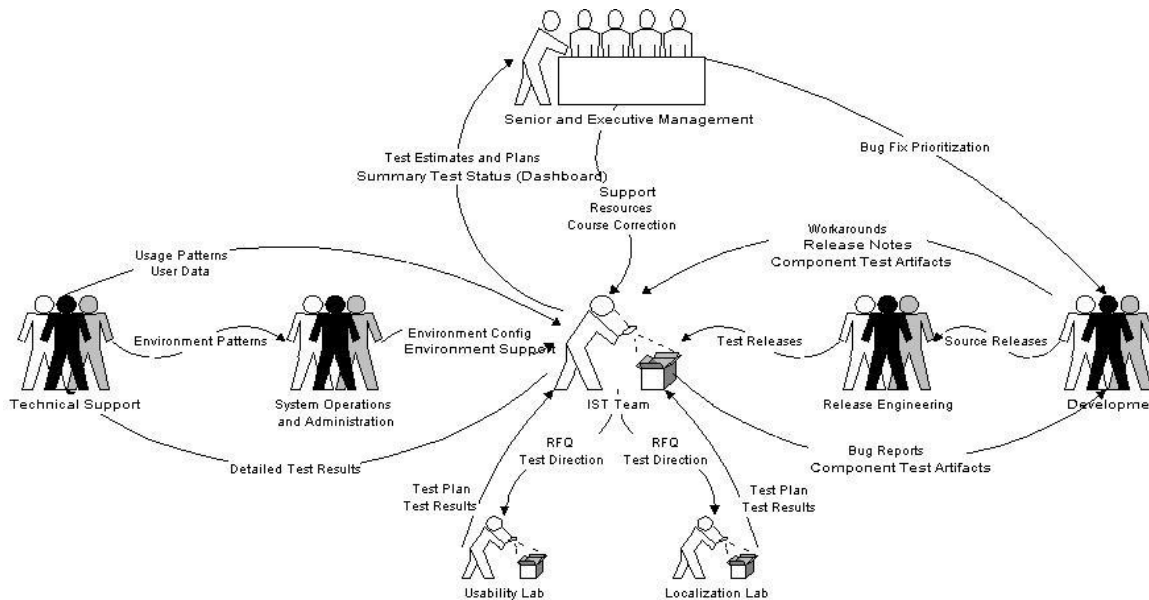 Senior and Executive Management
Test Estimates and Plans
Summary Test Status (Dashboard)
Bug Fix Prioritization
Support
Resources
Course Correction
Workarounds
Release Notes
Component Test Artifacts
Usage Patterns
User Data
Environment Patterns
Environment Config
Environment Support
Test Releases
Source Releases
Technical Support
System Operations
and Administration
IST Team
Release Engineering
Developme
Detailed Test Results
RFQ
Test Direction
RFQ
Test Direction
Bug Reports
Component Test Artifacts
Test Plan
Test Results
Test Plan
Test Results
Usability Lab
Localization Lab